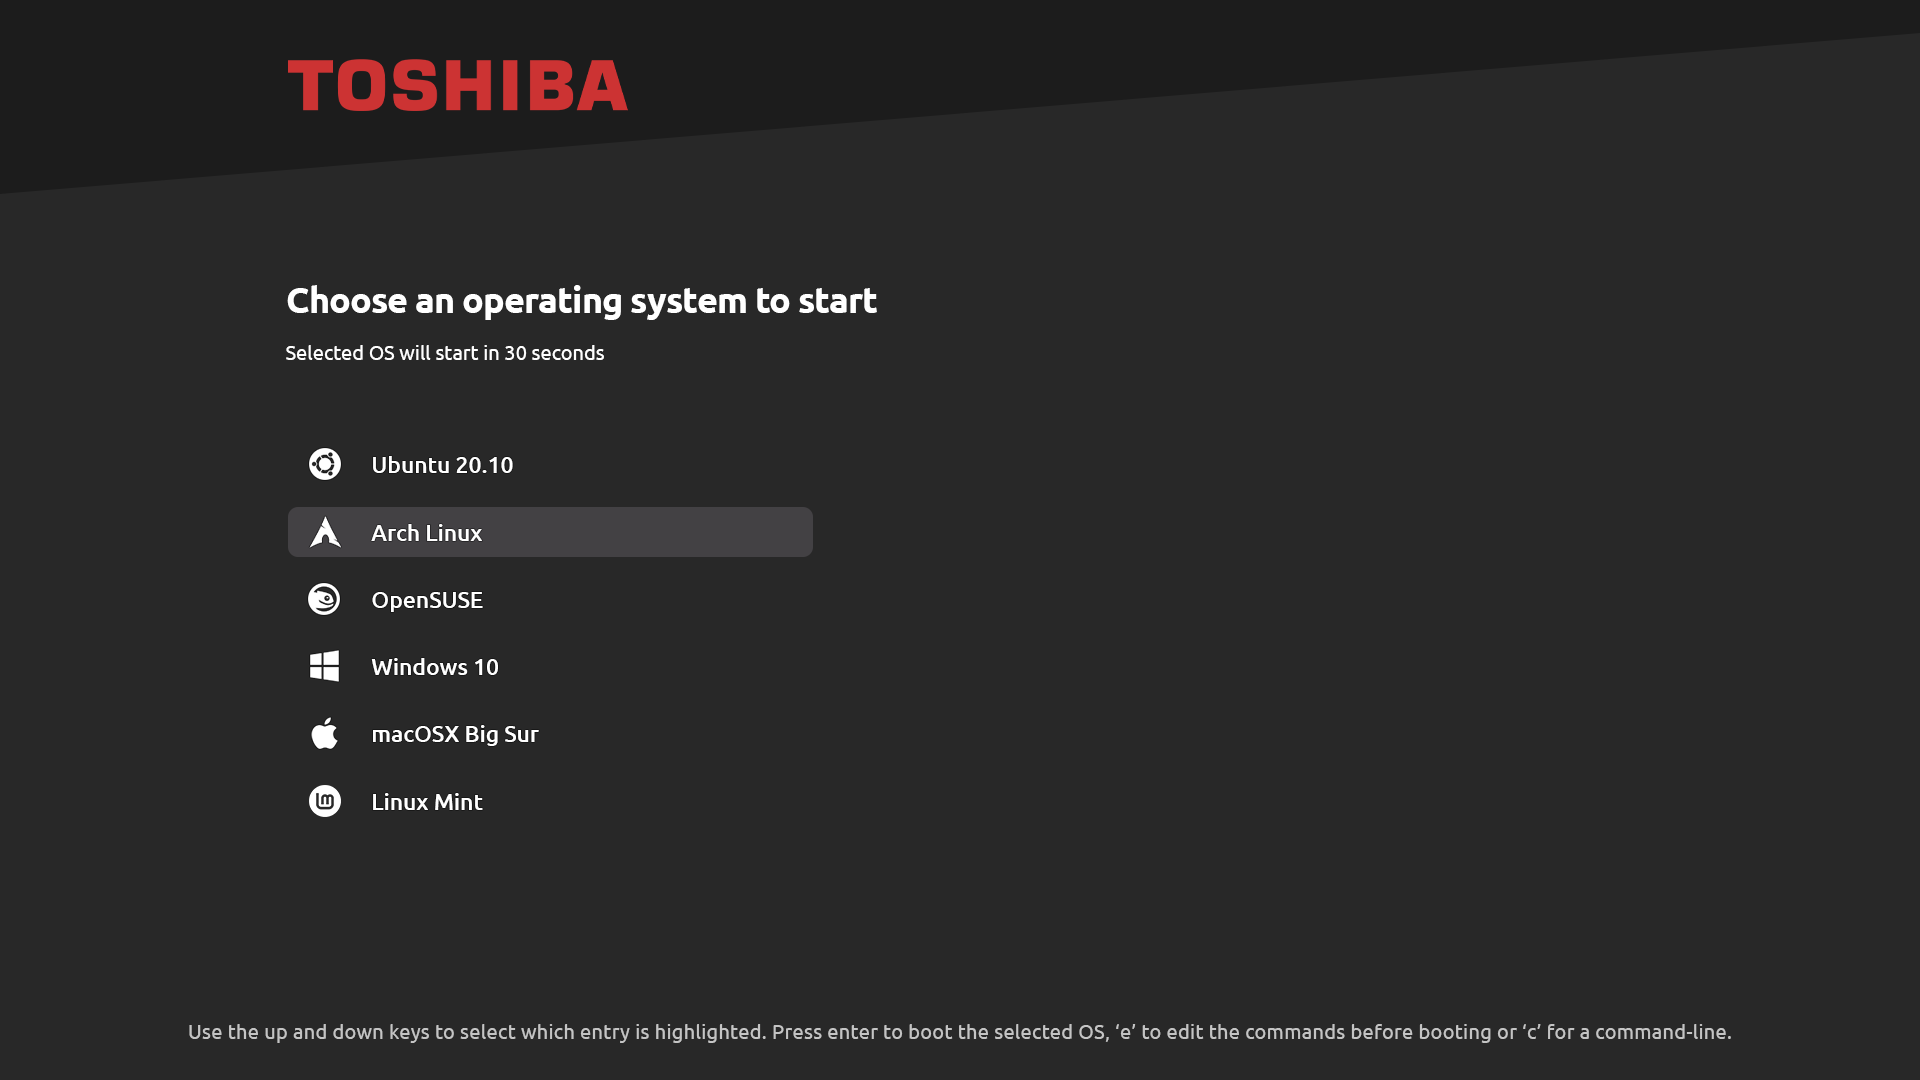 TOSHIBA
Choose an operating system to start
Selected OS will start in 30 seconds
Ubuntu 20.10
Arch Linux
OpenSUSE
Windows 10
macOSX Big Sur
Linux Mint
Use the up and down keys to select which entry is highlighted. Press enter to boot the selected OS, ‘e’ to edit the commands before booting or ‘c’ for a command-line.